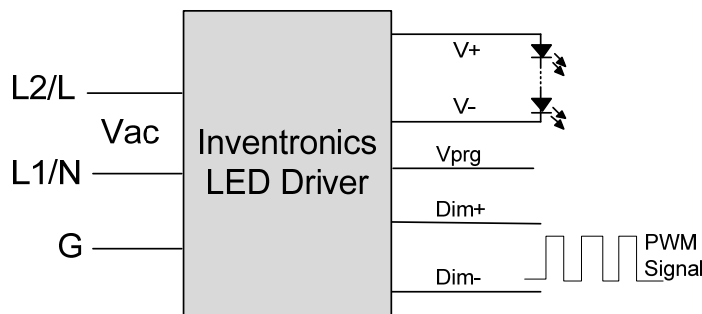 L2/L
Vac
L1/N
G
Inventronics
LED Driver
V+
V-
Vprg
Dim+
Dim-
PWM
Signal